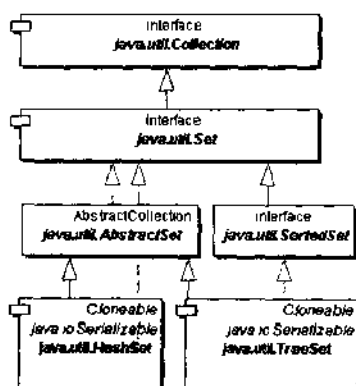 interface
java.util.Collection
interface
java.util.Set
AbstractCollection
java.util.AbstractSet
interface
java.util.SortedSet
Cloneable
java.io.Serializable
java.util.HashSet
Cloneable
java.io.Serializable
java.util.TreeSet